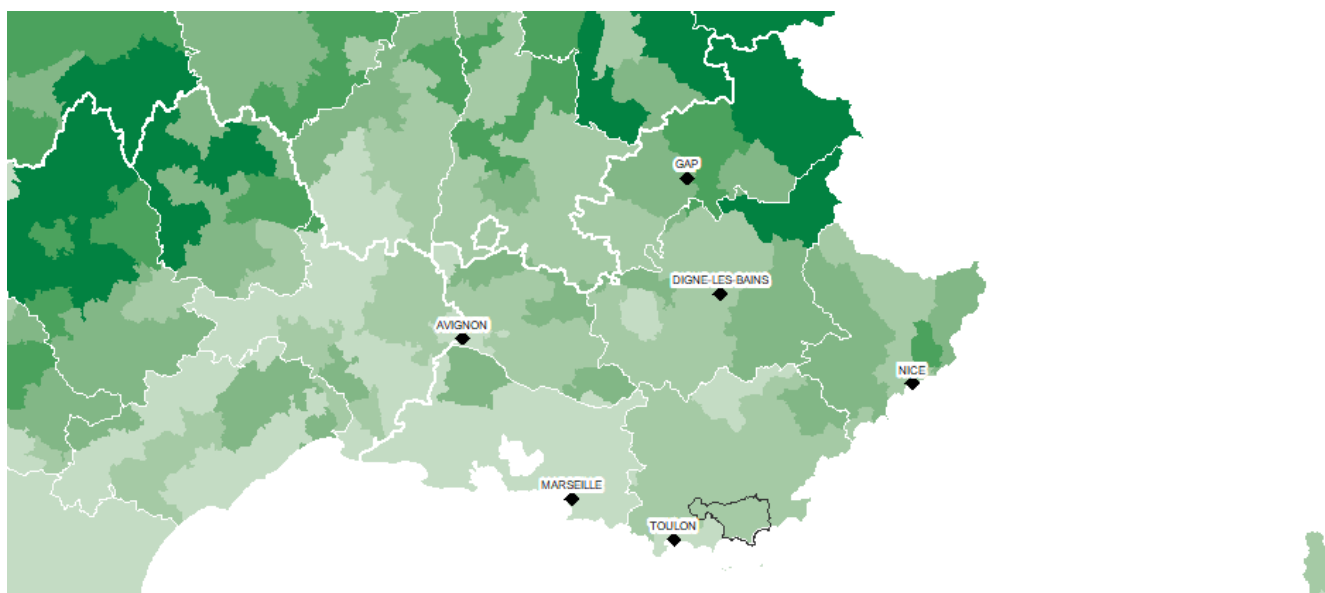 GAP
DIGNE-LES-BAINS
AVIGNON
NICE
MARSEILLE
TOULON